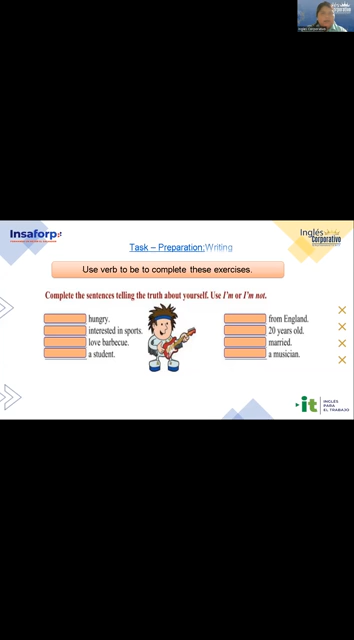 Inglés Corporativo
Insaforp
Inglés
Corporativo
Task – Preparation:Writing
Use verb to be to complete these exercises.
Complete the sentences telling the truth about yourself. Use I'm or I'm not.
hungry.
interested in sports.
love barbecue.
a student.
from England.
20 years old.
married.
a musician.
it
INGLÉS
PARA
EL TRABAJO